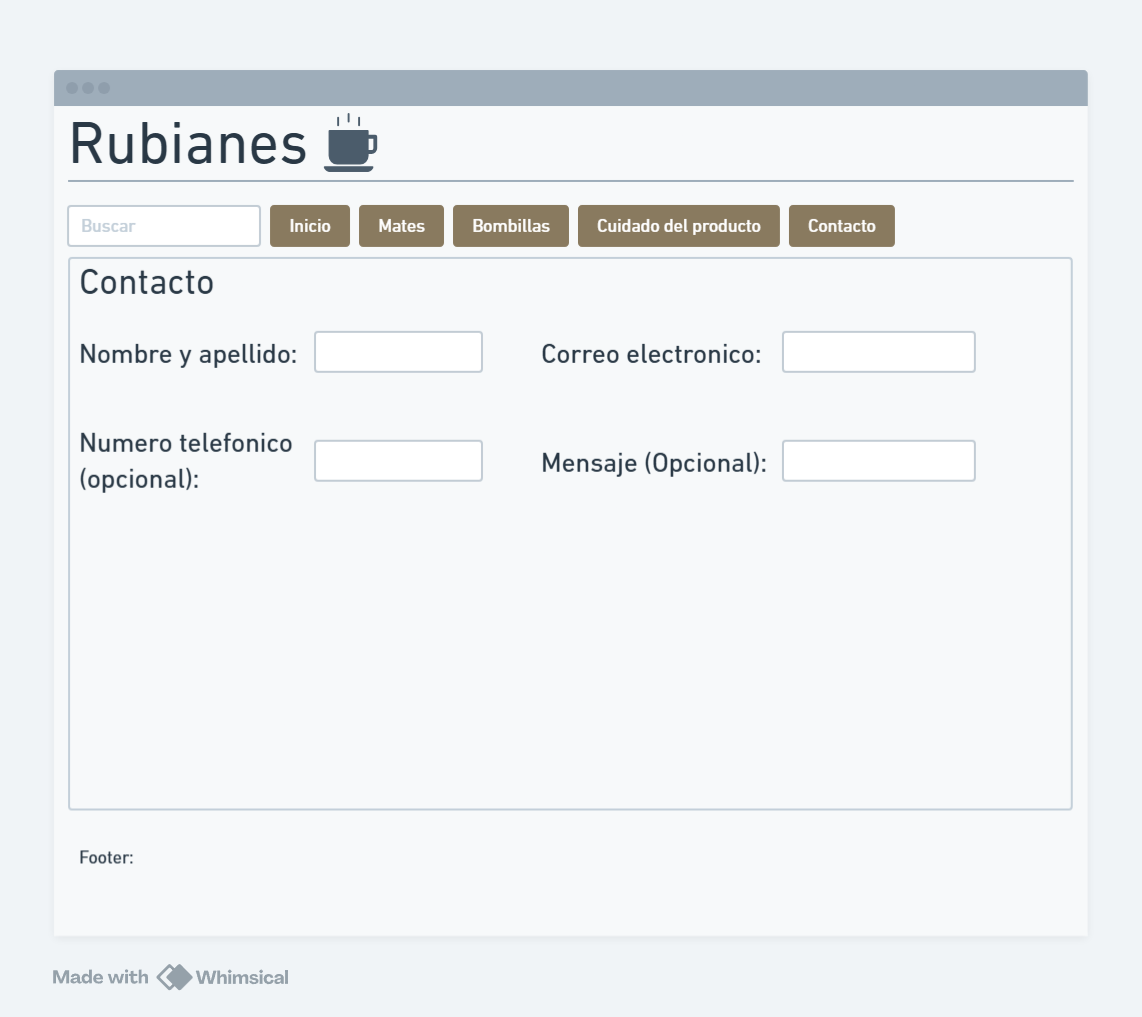 Rubianes
Buscar
Inicio
Mates
Bombillas
Cuidado del producto
Contacto
Contacto
Nombre y apellido:
Correo electronico:
Numero telefonico
(opcional):
Mensaje (Opcional):
Footer:
Made with Whimsical